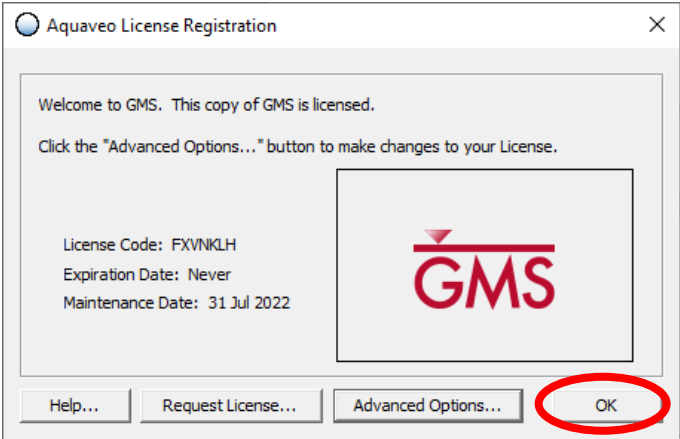 Aquaveo License Registration
Welcome to GMS. This copy of GMS is licensed.
Click the "Advanced Options..." button to make changes to your License.
License Code: FXVNKLH
Expiration Date: Never
Maintenance Date: 31 Jul 2022
GMS
Help...
Request License...
Advanced Options...
OK